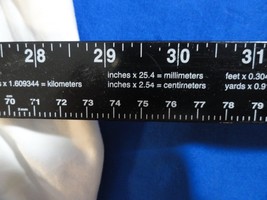 28 29 30 31
inches x 25.4 = millimeters feet x 0.304
x 1.609344 = kilometers inches x 2.54 = centimeters yards x 0.9
70 71 72 73 74 75 76 77 78 79